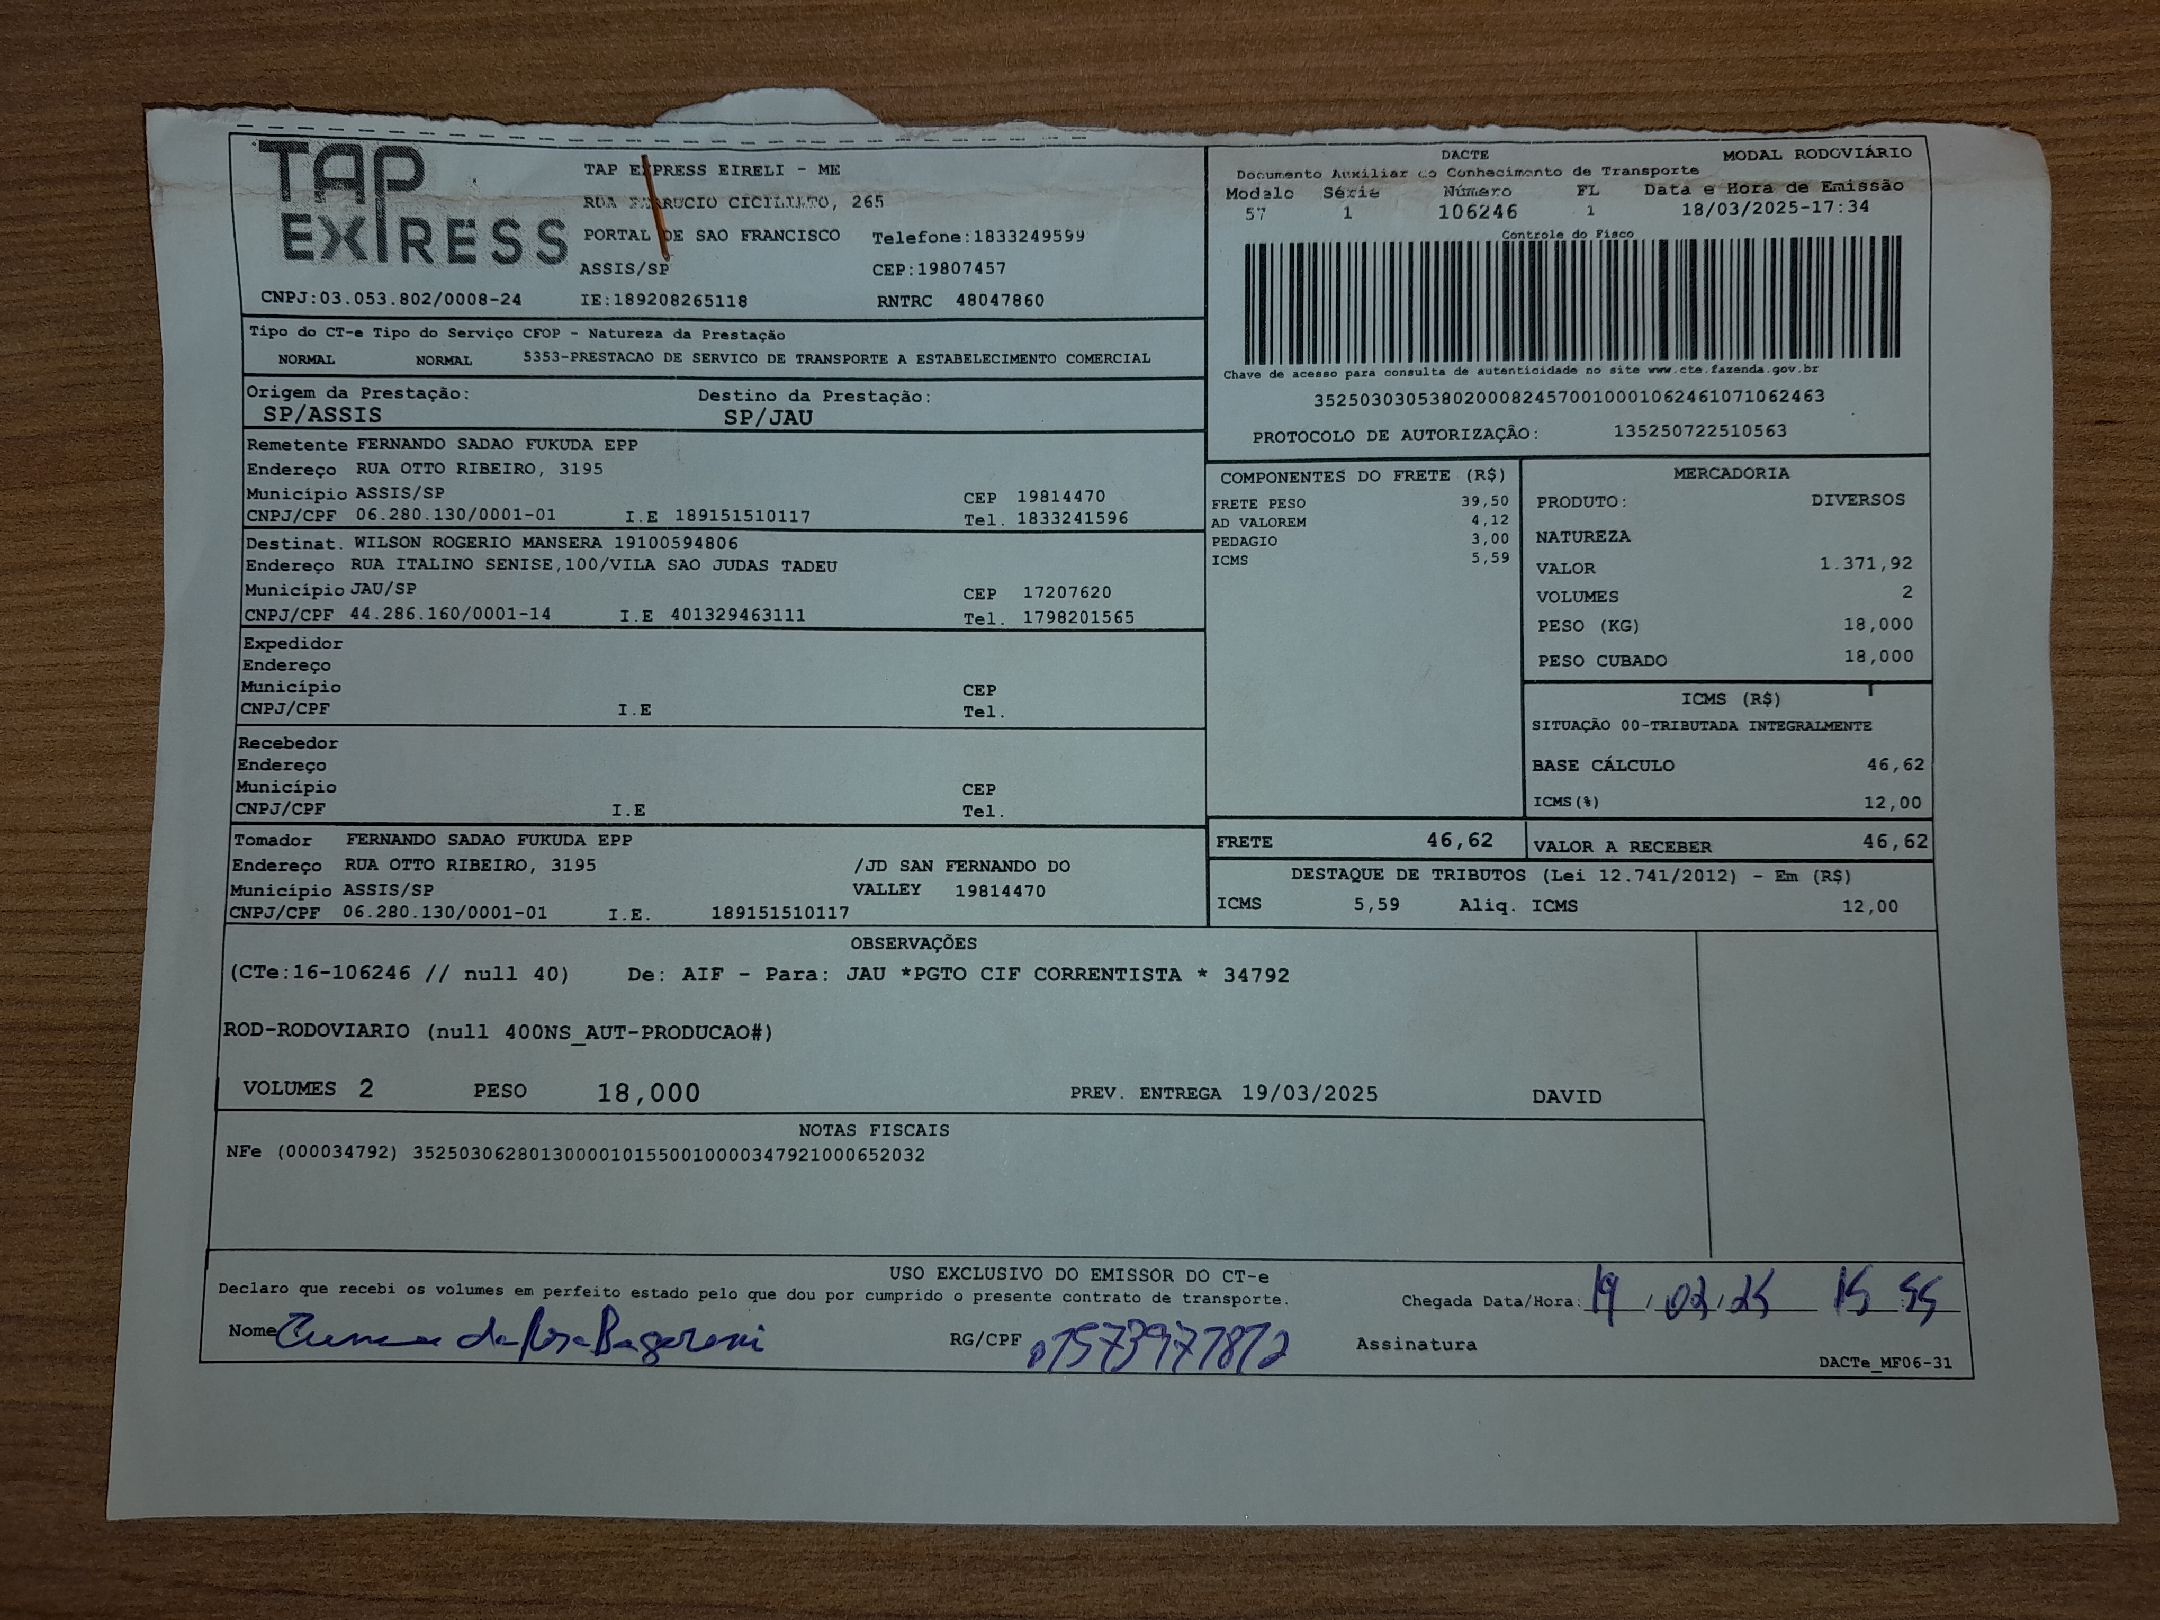 TAP
EXPRESS
TAP EXPRESS EIRELI - ME
RUA CICILIATO, 265
PORTAL DE SAO FRANCISCO Telefone:1833249599
ASSIS/SP CEP:19807457
CNPJ:03.053.802/0008-24 IE:189208265118 RNTRC 48047860
DACTE MODAL RODOVIÁRIO
Documento Auxiliar do Conhecimento de Transporte
Modelo Série Número FL Data e Hora de Emissão
57 1 106246 1 18/03/2025-17:34
Controle do Fisco
Chave de acesso para consulta de autenticidade no site www.cte.fazenda.gov.br
35250303053802000824570010001062461071062463
PROTOCOLO DE AUTORIZAÇÃO: 135250722510563
Tipo do CT-e Tipo do Serviço CFOP - Natureza da Prestação
NORMAL NORMAL 5353-PRESTACAO DE SERVICO DE TRANSPORTE A ESTABELECIMENTO COMERCIAL
Origem da Prestação: Destino da Prestação:
SP/ASSIS SP/JAU
Remetente FERNANDO SADAO FUKUDA EPP
Endereço RUA OTTO RIBEIRO, 3195
Município ASSIS/SP CEP 19814470
CNPJ/CPF 06.280.130/0001-01 I.E 189151510117 Tel. 1833241596
Destinat. WILSON ROGERIO MANSERA 19100594806
Endereço RUA ITALINO SENISE,100/VILA SAO JUDAS TADEU
Município JAU/SP CEP 17207620
CNPJ/CPF 44.286.160/0001-14 I.E 401329463111 Tel. 1798201565
Expedidor
Endereço
Município CEP
CNPJ/CPF I.E Tel.
Recebedor
Endereço
Município CEP
CNPJ/CPF I.E Tel.
Tomador FERNANDO SADAO FUKUDA EPP
Endereço RUA OTTO RIBEIRO, 3195 /JD SAN FERNANDO DO
Município ASSIS/SP VALLEY 19814470
CNPJ/CPF 06.280.130/0001-01 I.E. 189151510117
COMPONENTES DO FRETE (R$)
FRETE PESO 39,50
AD VALOREM 4,12
PEDAGIO 3,00
ICMS 5,59
MERCADORIA
PRODUTO: DIVERSOS
NATUREZA
VALOR 1.371,92
VOLUMES 2
PESO (KG) 18,000
PESO CUBADO 18,000
ICMS (R$)
SITUAÇÃO 00-TRIBUTADA INTEGRALMENTE
BASE CÁLCULO 46,62
ICMS(%) 12,00
FRETE 46,62 VALOR A RECEBER 46,62
DESTAQUE DE TRIBUTOS (Lei 12.741/2012) - Em (R$)
ICMS 5,59 Aliq. ICMS 12,00
OBSERVAÇÕES
(CTe:16-106246 // null 40) De: AIF - Para: JAU *PGTO CIF CORRENTISTA * 34792
ROD-RODOVIARIO (null 400NS_AUT-PRODUCAO#)
VOLUMES 2 PESO 18,000 PREV. ENTREGA 19/03/2025 DAVID
NOTAS FISCAIS
NFe (000034792) 35250306280130000101550010000347921000652032
USO EXCLUSIVO DO EMISSOR DO CT-e
Declaro que recebi os volumes em perfeito estado pelo que dou por cumprido o presente contrato de transporte. Chegada Data/Hora: 19
Nome da Rosa RG/CPF Assinatura
DACTe_MF06-31